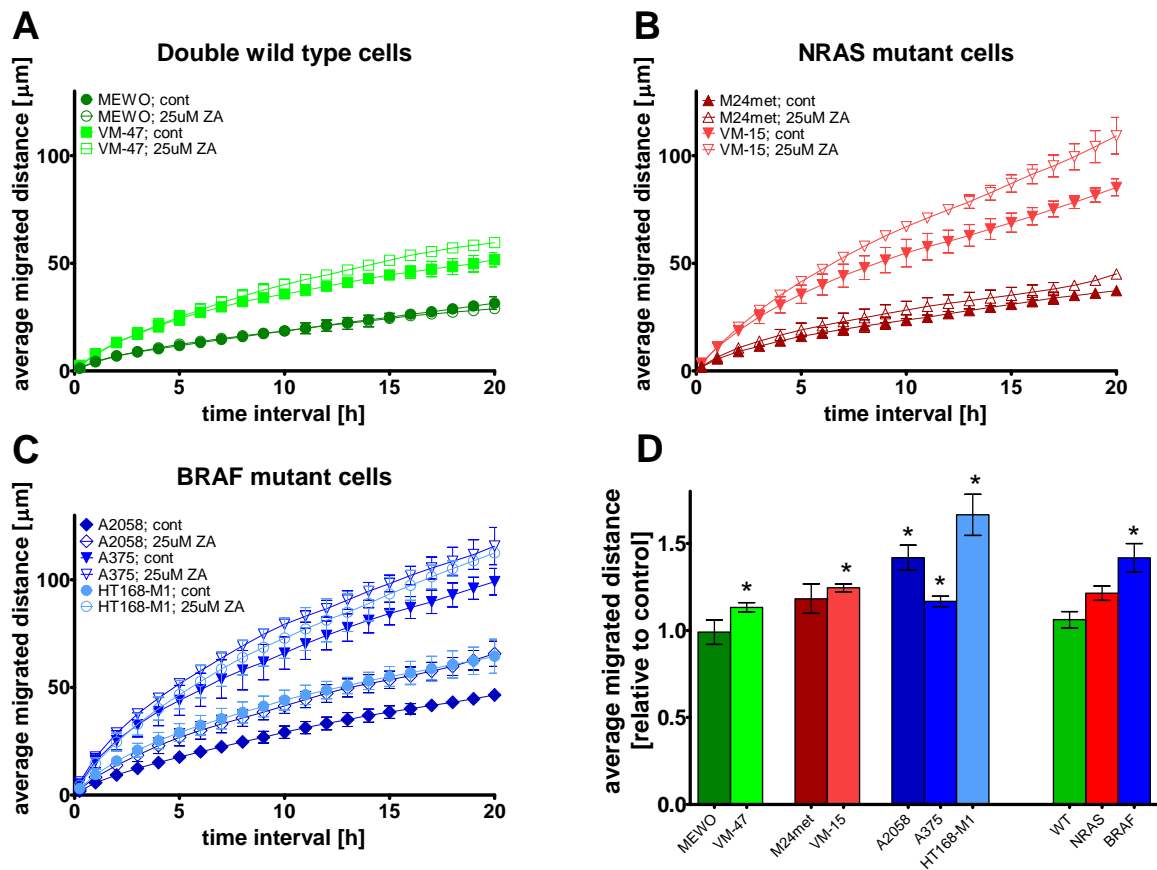 A
Double wild type cells
average migrated distance [µm]
100
50
0
MEWO; cont
MEWO; 25uM ZA
VM-47; cont
VM-47; 25uM ZA
0 5 10 15 20
time interval [h]
B
NRAS mutant cells
average migrated distance [µm]
100
50
0
M24met; cont
M24met; 25uM ZA
VM-15; cont
VM-15; 25uM ZA
0 5 10 15 20
time interval [h]
C
BRAF mutant cells
average migrated distance [µm]
100
50
0
A2058; cont
A2058; 25uM ZA
A375; cont
A375; 25uM ZA
HT168-M1; cont
HT168-M1; 25uM ZA
0 5 10 15 20
time interval [h]
D
average migrated distance
[relative to control]
1.5
1.0
0.5
0.0
* * * * * *
MEWO
VM-47
M24met
VM-15
A2058
A375
HT168-M1
WT
NRAS
BRAF